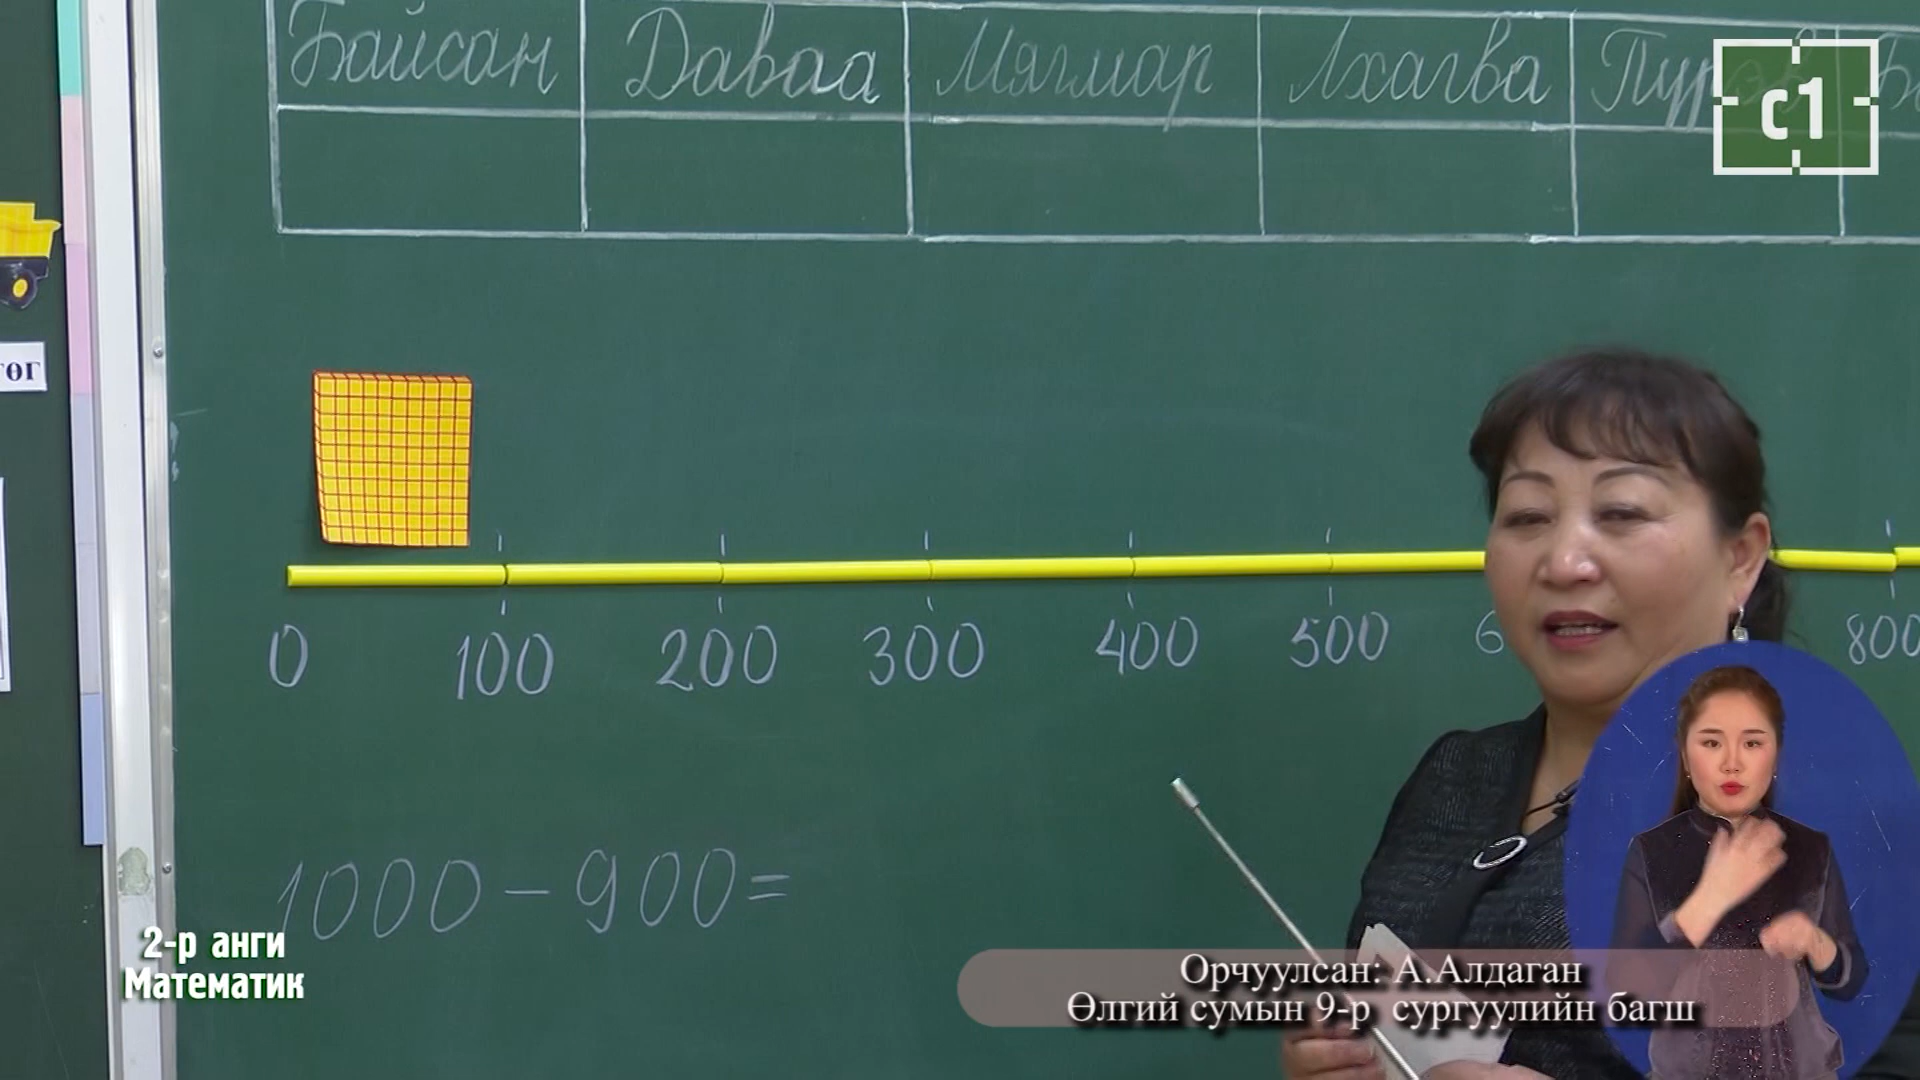 Байсан Даваа Мягмар Лхагва
с1
төг
0 100 200 300 400 500 800
1000-900=
2-р анги
Математик
Орчуулсан: А.Алдаган
Өлгий сумын 9-р сургуулийн багш